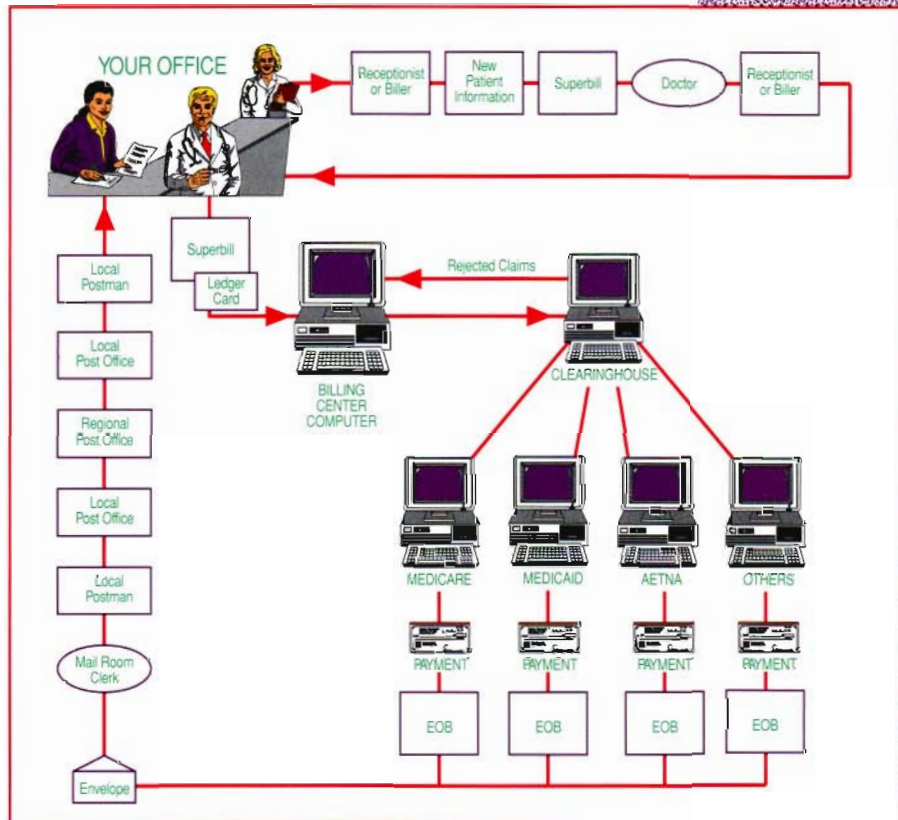 YOUR OFFICE
Receptionist
or Biller
New
Patient
Information
Superbill
Doctor
Receptionist
or Biller
Superbill
Ledger
Card
Rejected Claims
BILLING
CENTER
COMPUTER
CLEARINGHOUSE
Local
Postman
Local
Post Office
Regional
Post Office
Local
Post Office
Local
Postman
Mail Room
Clerk
Envelope
MEDICARE
MEDICAID
AETNA
OTHERS
PAYMENT
PAYMENT
PAYMENT
PAYMENT
EOB
EOB
EOB
EOB